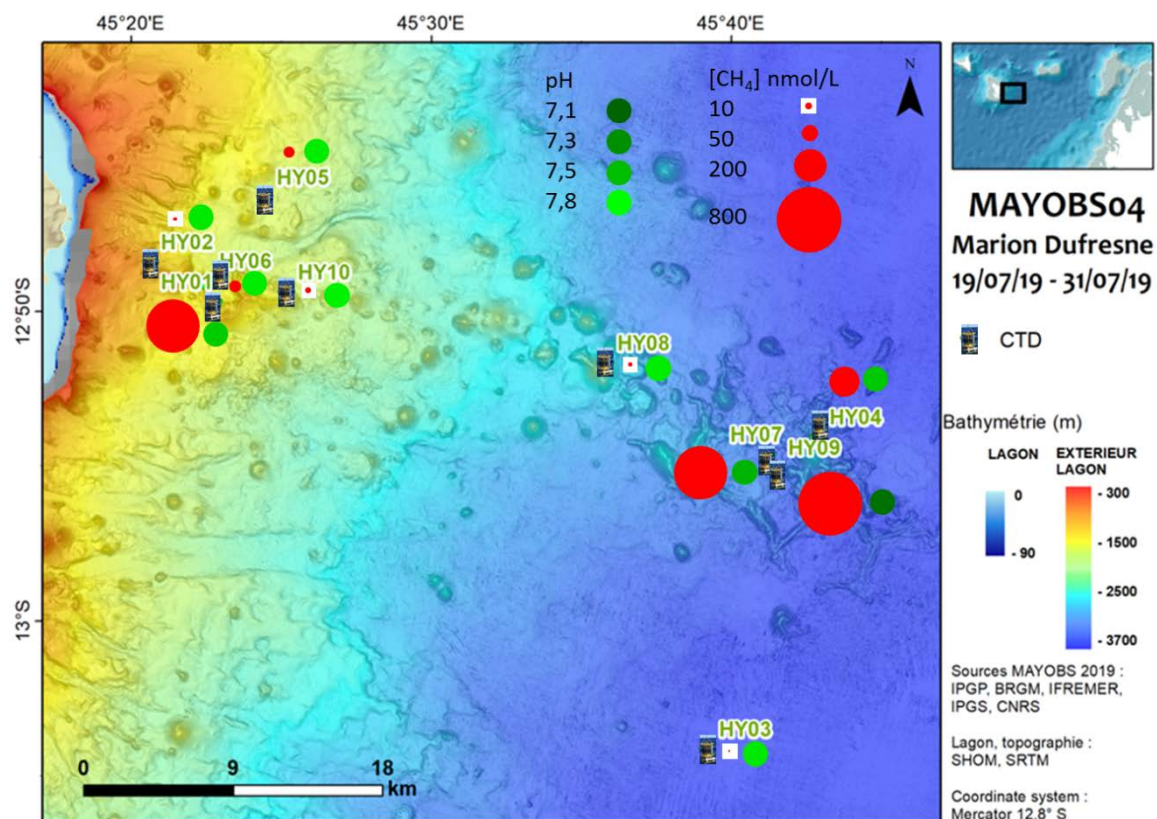 45°20'E
45°30'E
45°40'E
12°50'S
13°S
pH
7,1
7,3
7,5
7,8
[CH₄] nmol/L
10
50
200
800
N
HY05
HY02
HY06
HY01
HY10
HY08
HY04
HY07
HY09
HY03
0
9
18
km
MAYOBS04
Marion Dufresne
19/07/19 - 31/07/19
CTD
Bathymétrie (m)
LAGON
EXTERIEUR
LAGON
0
- 90
- 300
- 1500
- 2500
- 3700
Sources MAYOBS 2019 :
IPGP, BRGM, IFREMER,
IPGS, CNRS
Lagon, topographie :
SHOM, SRTM
Coordinate system :
Mercator 12.8° S